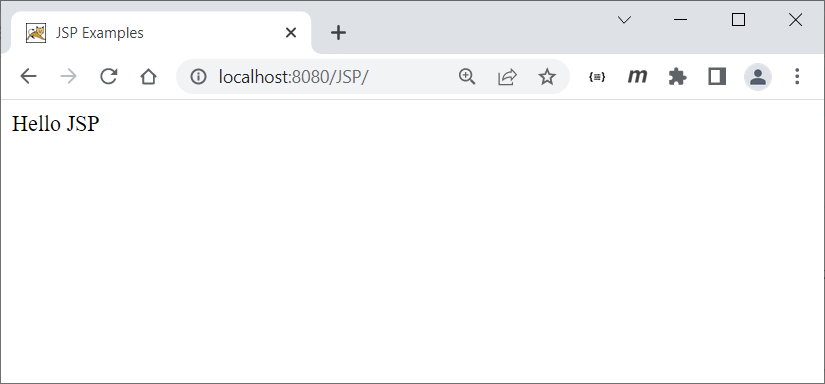 JSP Examples
localhost:8080/JSP/
{≡}
m
Hello JSP